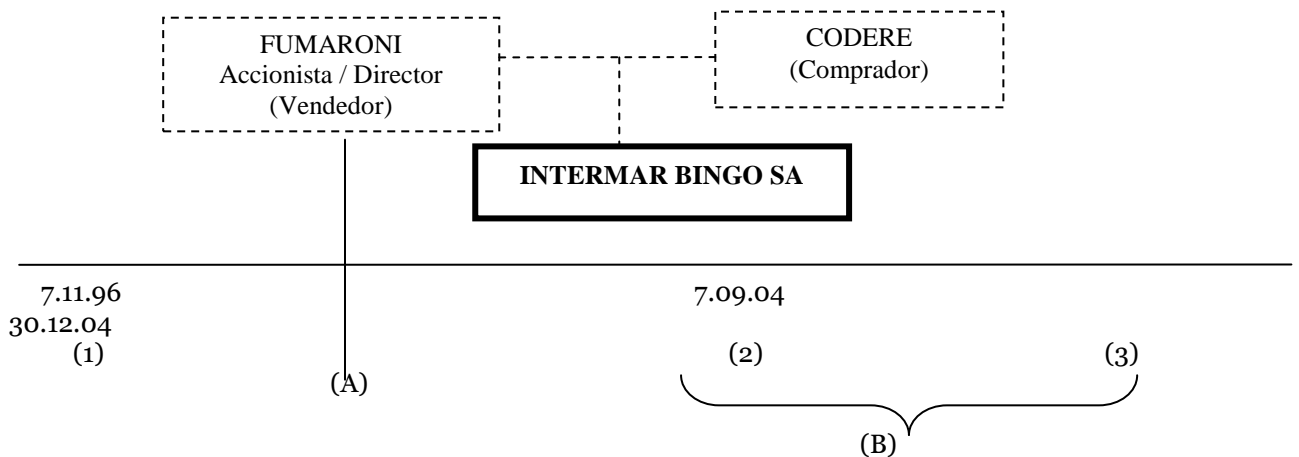 FUMARONI
Accionista / Director
(Vendedor)
CODERE
(Comprador)
INTERMAR BINGO SA
7.11.96
7.09.04
30.12.04
(1)
(2)
(3)
(A)
(B)